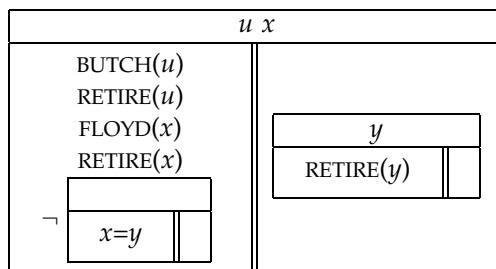 u x
BUTCH(u)
RETIRE(u)
FLOYD(x)
RETIRE(x)
¬
x=y
y
RETIRE(y)